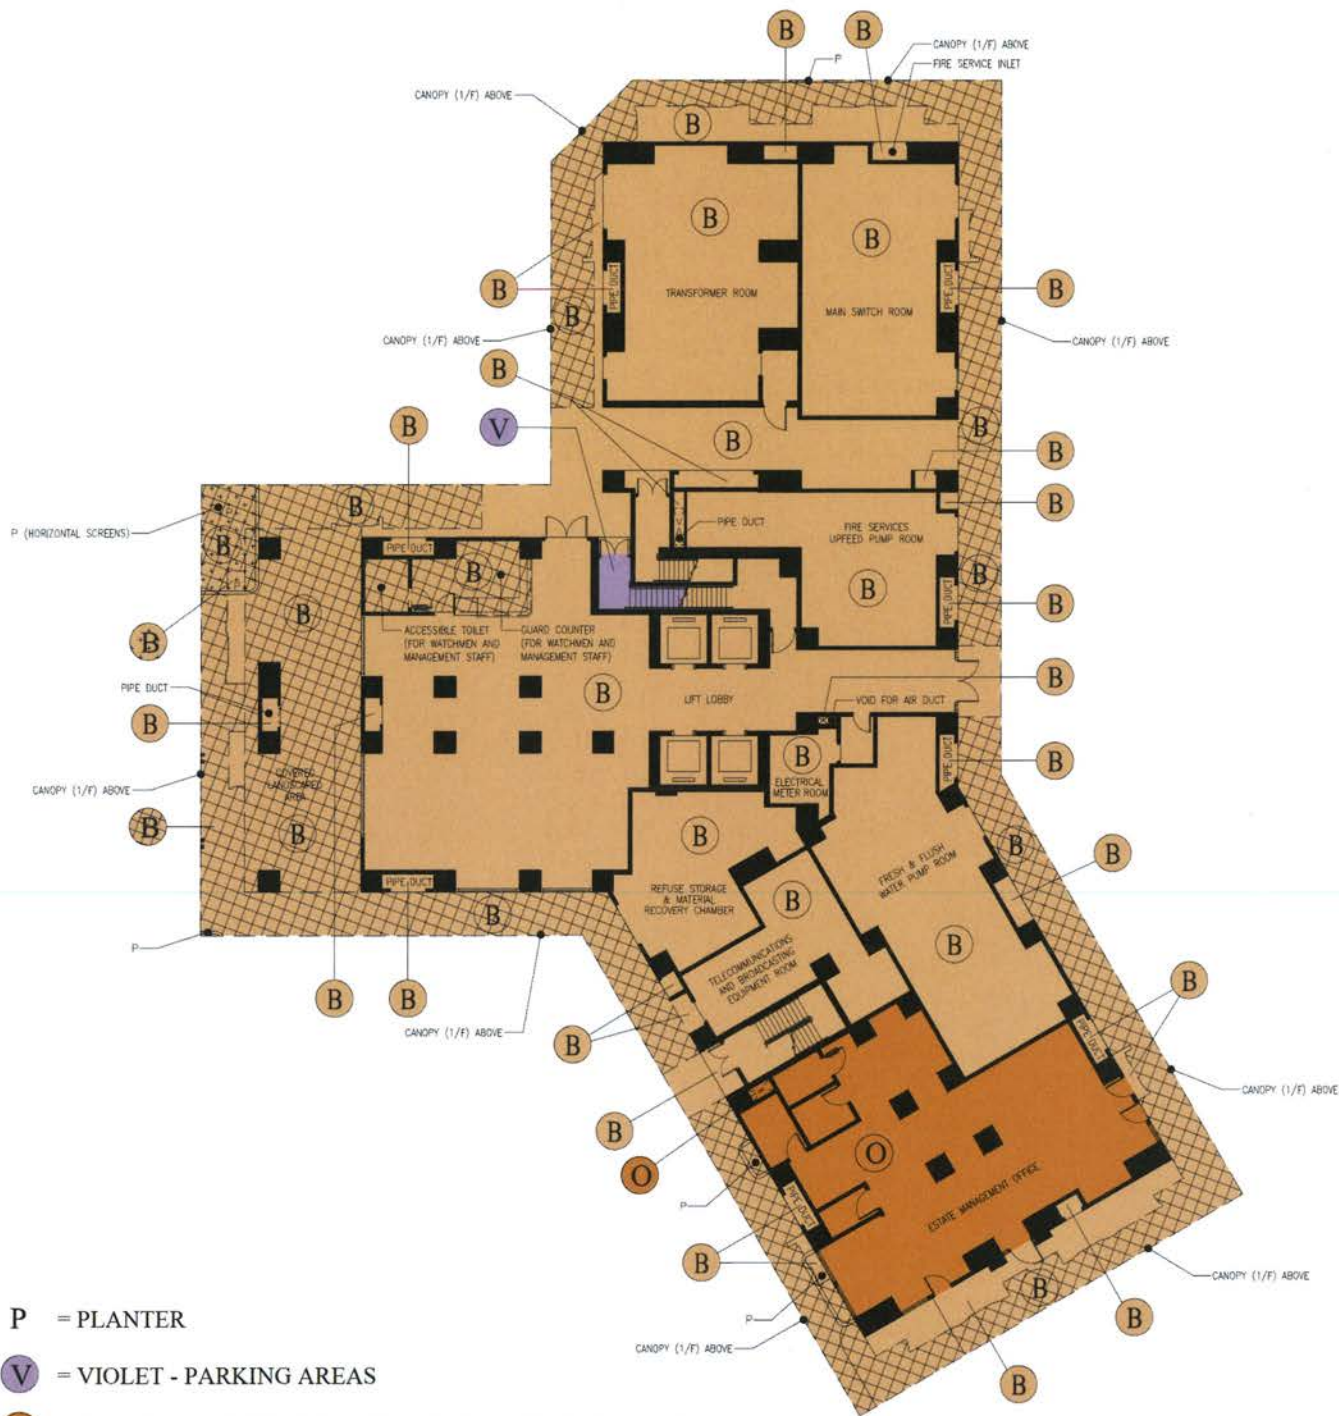 B
B
CANOPY (1/F) ABOVE
P
FIRE SERVICE INLET
CANOPY (1/F) ABOVE
B
B
B
B
PIPE DUCT
TRANSFORMER ROOM
PIPE DUCT
B
MAIN SWITCH ROOM
B
CANOPY (1/F) ABOVE
CANOPY (1/F) ABOVE
B
B
V
B
B
B
B
P (HORIZONTAL SCREENS)
B
B
PIPE DUCT
FIRE SERVICES
UPFEED PUMP ROOM
B
PIPE DUCT
B
B
B
PIPE DUCT
B
B
B
ACCESSIBLE TOILET
(FOR WATCHMEN AND
MANAGEMENT STAFF)
GUARD COUNTER
(FOR WATCHMEN AND
MANAGEMENT STAFF)
B
B
PIPE DUCT
B
LIFT LOBBY
VOID FOR AIR DUCT
B
B
ELECTRICAL
METER ROOM
PIPE DUCT
B
CANOPY (1/F) ABOVE
COVERED
LANDSCAPED
AREA
B
B
B
B
B
FRESH & FLUSH
WATER PUMP ROOM
PIPE DUCT
REFUSE STORAGE
& MATERIAL
RECOVERY CHAMBER
B
B
B
P
TELECOMMUNICATIONS
AND BROADCASTING
EQUIPMENT ROOM
B
B
B
CANOPY (1/F) ABOVE
B
PIPE DUCT
CANOPY (1/F) ABOVE
B
O
O
P
PIPE DUCT
ESTATE MANAGEMENT OFFICE
B
B
CANOPY (1/F) ABOVE
B
P
CANOPY (1/F) ABOVE
B
P = PLANTER
V = VIOLET - PARKING AREAS